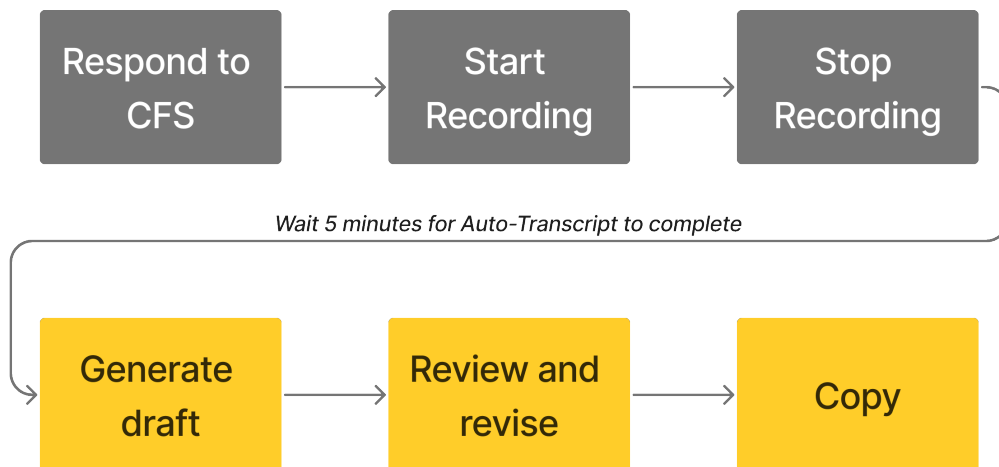 Respond to
CFS
Start
Recording
Stop
Recording
Wait 5 minutes for Auto-Transcript to complete
Generate
draft
Review and
revise
Copy